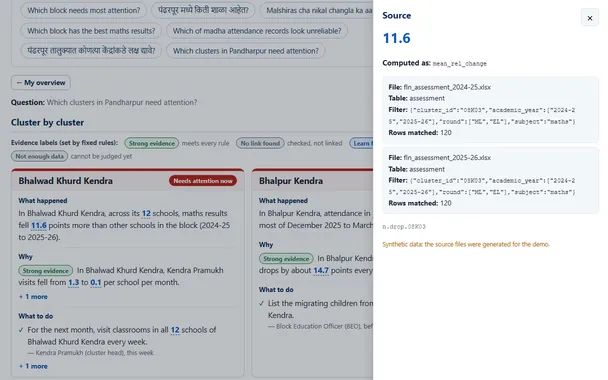 Which block needs most attention?
पंढरपूर मध्ये किती शाळा आहेत?
Malshiras cha nikal changla ka aa
Which block has the best maths results?
Which of madha attendance records look unreliable?
पंढरपूर तालुक्यात कोणत्या केंद्रांकडे लक्ष द्यावे?
Which clusters in Pandharpur need attention?
← My overview
Question: Which clusters in Pandharpur need attention?
Cluster by cluster
Evidence labels (set by fixed rules): Strong evidence meets every rule No link found checked, not linked Learn f
Not enough data cannot be judged yet
Bhalwad Khurd Kendra
Needs attention now
What happened
In Bhalwad Khurd Kendra, across its 12 schools, maths results
fell 11.6 points more than other schools in the block (2024-25
to 2025-26).
Why
Strong evidence In Bhalwad Khurd Kendra, Kendra Pramukh
visits fell from 1.3 to 0.1 per school per month.
+ 1 more
What to do
✓ For the next month, visit classrooms in all 12 schools of
Bhalwad Khurd Kendra every week.
— Kendra Pramukh (cluster head), this week
+ 1 more
Bhalpur Kendra
What happened
In Bhalpur Kendra, attendance in
most of December 2025 to March
Why
Strong evidence In Bhalpur Kend
drops by about 14.7 points every
What to do
✓ List the migrating children from
Kendra.
— Block Education Officer (BEO), bef
Source
×
11.6
Computed as: mean_rel_change
File: fln_assessment_2024-25.xlsx
Table: assessment
Filter: {"cluster_id":"08K03","academic_year":["2024-2
5","2025-26"],"round":["ML","EL"],"subject":"maths"}
Rows matched: 120
File: fln_assessment_2025-26.xlsx
Table: assessment
Filter: {"cluster_id":"08K03","academic_year":["2024-2
5","2025-26"],"round":["ML","EL"],"subject":"maths"}
Rows matched: 120
n.drop.08K03
Synthetic data: the source files were generated for the demo.